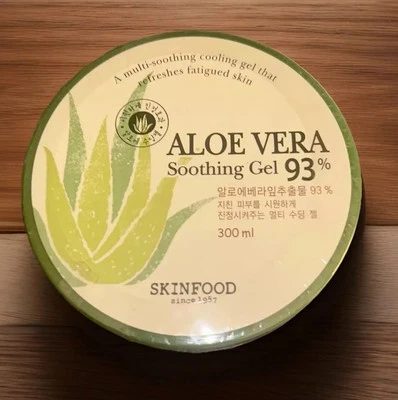 A multi-soothing cooling gel that
refreshes fatigued skin
ALOE VERA
Soothing Gel 93%
알로에베라잎추출물 93 %
지친 피부를 시원하게
진정시켜주는 멀티 수딩 젤
300 ml
SKINFOOD
since 1957